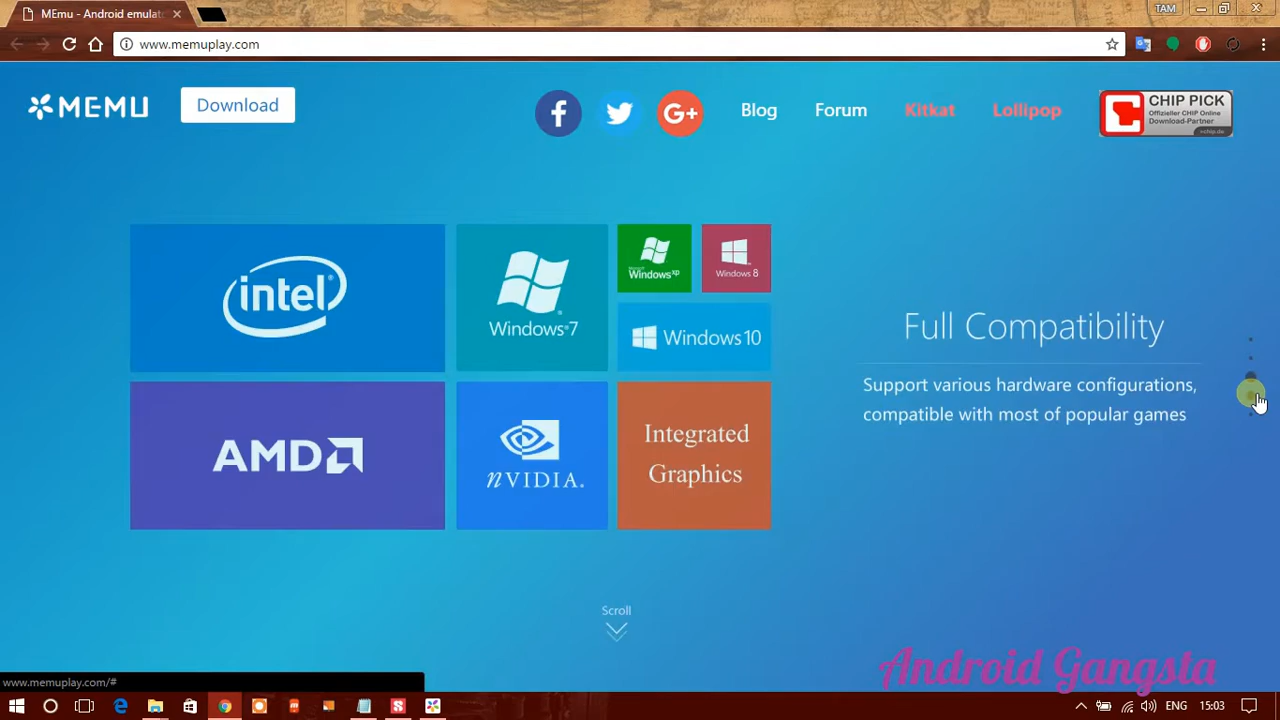 MEmu - Android emulat
TAM
www.memuplay.com
MEMU
Download
Blog
Forum
Kitkat
Lollipop
CHIP PICK
Offizieller CHIP Online
Download-Partner
intel
Windows 7
Windows xp
Windows 8
Windows 10
AMD
nVIDIA.
Integrated
Graphics
Full Compatibility
Support various hardware configurations,
compatible with most of popular games
Scroll
Android Gangsta
www.memuplay.com/#
ENG
15:03